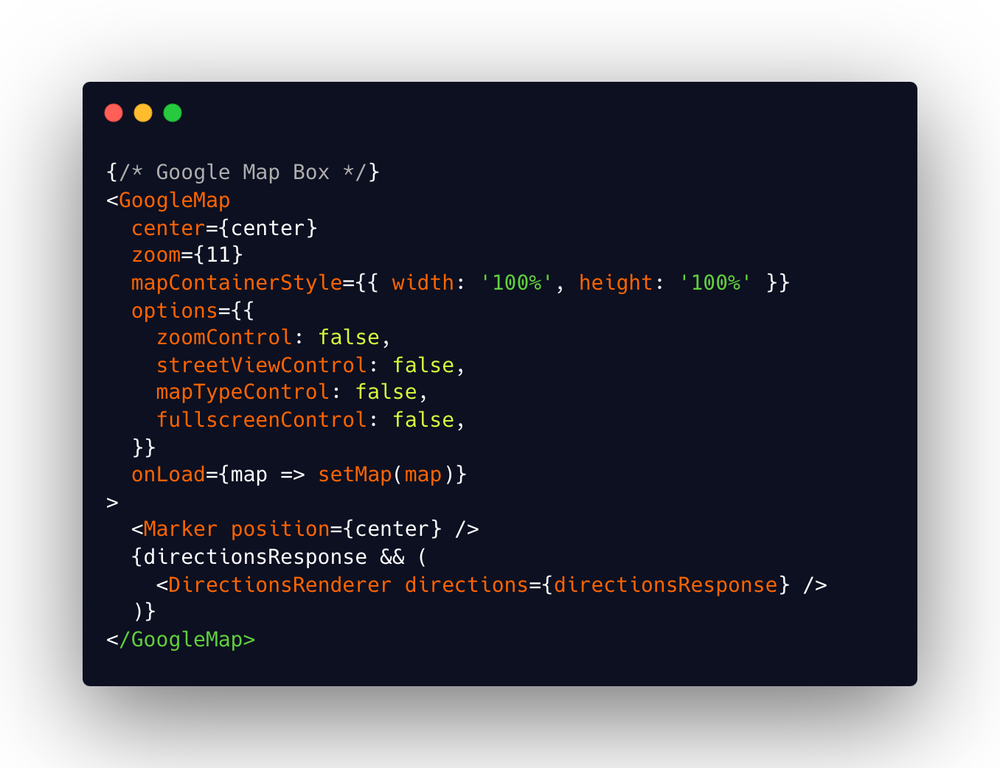 {/* Google Map Box */}
<GoogleMap
  center={center}
  zoom={11}
  mapContainerStyle={{ width: '100%', height: '100%' }}
  options={{
    zoomControl: false,
    streetViewControl: false,
    mapTypeControl: false,
    fullscreenControl: false,
  }}
  onLoad={map => setMap(map)}
>
  <Marker position={center} />
  {directionsResponse && (
    <DirectionsRenderer directions={directionsResponse} />
  )}
</GoogleMap>